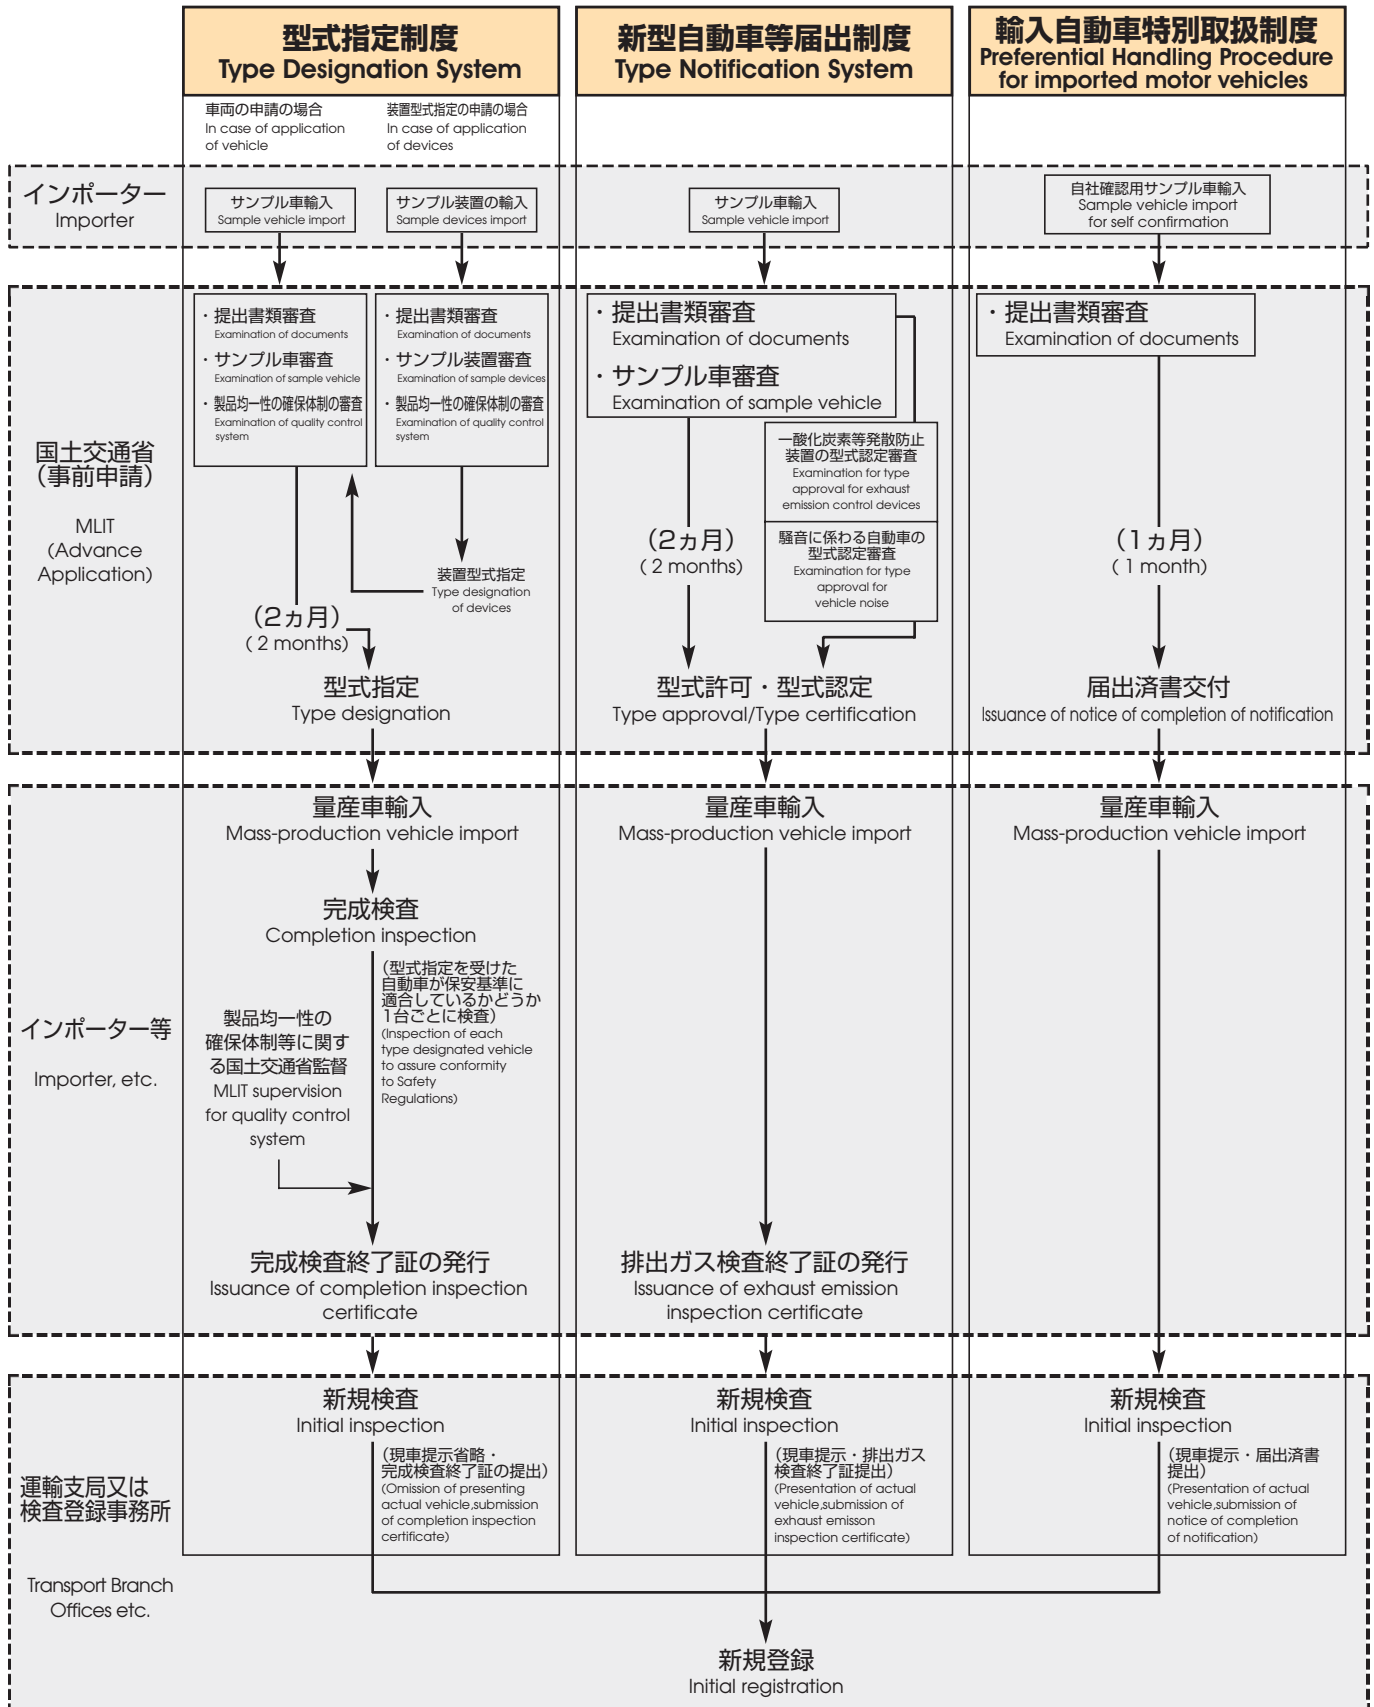 型式指定制度
Type Designation System
新型自動車等届出制度
Type Notification System
輸入自動車特別取扱制度
Preferential Handling Procedure
for imported motor vehicles
車両の申請の場合
In case of application
of vehicle
装置型式指定の申請の場合
In case of application
of devices
インポーター
Importer
サンプル車輸入
Sample vehicle import
サンプル装置の輸入
Sample devices import
サンプル車輸入
Sample vehicle import
自社確認用サンプル車輸入
Sample vehicle import
for self confirmation
国土交通省
（事前申請）
MLIT
(Advance
Application)
・提出書類審査
Examination of documents
・サンプル車審査
Examination of sample vehicle
・製品均一性の確保体制の審査
Examination of quality control
system
・提出書類審査
Examination of documents
・サンプル装置審査
Examination of sample devices
・製品均一性の確保体制の審査
Examination of quality control
system
装置型式指定
Type designation
of devices
（2ヵ月）
( 2 months)
型式指定
Type designation
・提出書類審査
Examination of documents
・サンプル車審査
Examination of sample vehicle
一酸化炭素等発散防止
装置の型式認定審査
Examination for type
approval for exhaust
emission control devices
騒音に係わる自動車の
型式認定審査
Examination for type
approval for
vehicle noise
（2ヵ月）
( 2 months)
型式許可・型式認定
Type approval/Type certification
・提出書類審査
Examination of documents
（1ヵ月）
( 1 month)
届出済書交付
Issuance of notice of completion of notification
インポーター等
Importer, etc.
量産車輸入
Mass-production vehicle import
完成検査
Completion inspection
（型式指定を受けた
自動車が保安基準に
適合しているかどうか
1台ごとに検査）
(Inspection of each
type designated vehicle
to assure conformity
to Safety
Regulations)
製品均一性の
確保体制等に関す
る国土交通省監督
MLIT supervision
for quality control
system
完成検査終了証の発行
Issuance of completion inspection
certificate
量産車輸入
Mass-production vehicle import
排出ガス検査終了証の発行
Issuance of exhaust emission
inspection certificate
量産車輸入
Mass-production vehicle import
運輸支局又は
検査登録事務所
Transport Branch
Offices etc.
新規検査
Initial inspection
（現車提示省略・
完成検査終了証の提出）
(Omission of presenting
actual vehicle,submission
of completion inspection
certificate)
新規検査
Initial inspection
（現車提示・排出ガス
検査終了証提出）
(Presentation of actual
vehicle,submission of
exhaust emisson
inspection certificate)
新規検査
Initial inspection
（現車提示・届出済書
提出）
(Presentation of actual
vehicle,submission of
notice of completion
of notification)
新規登録
Initial registration